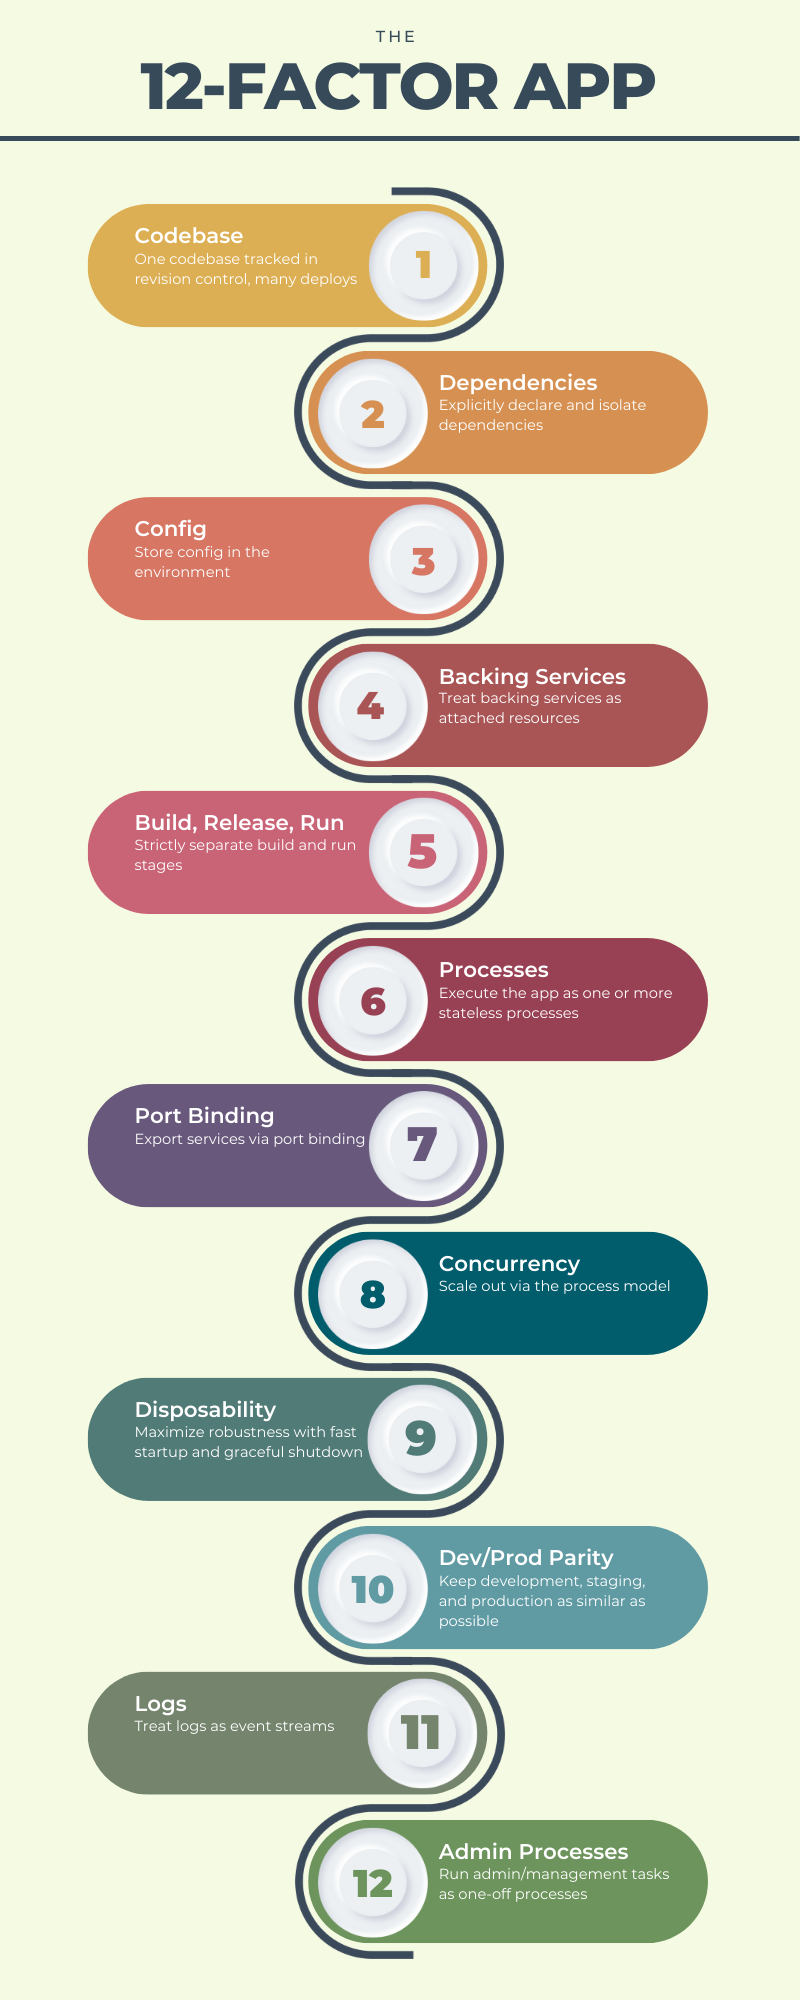 THE
12-FACTOR APP
Codebase
One codebase tracked in
revision control, many deploys
1
2
Dependencies
Explicitly declare and isolate
dependencies
Config
Store config in the
environment
3
4
Backing Services
Treat backing services as
attached resources
Build, Release, Run
Strictly separate build and run
stages
5
6
Processes
Execute the app as one or more
stateless processes
Port Binding
Export services via port binding
7
8
Concurrency
Scale out via the process model
Disposability
Maximize robustness with fast
startup and graceful shutdown
9
10
Dev/Prod Parity
Keep development, staging,
and production as similar as
possible
Logs
Treat logs as event streams
11
12
Admin Processes
Run admin/management tasks
as one-off processes